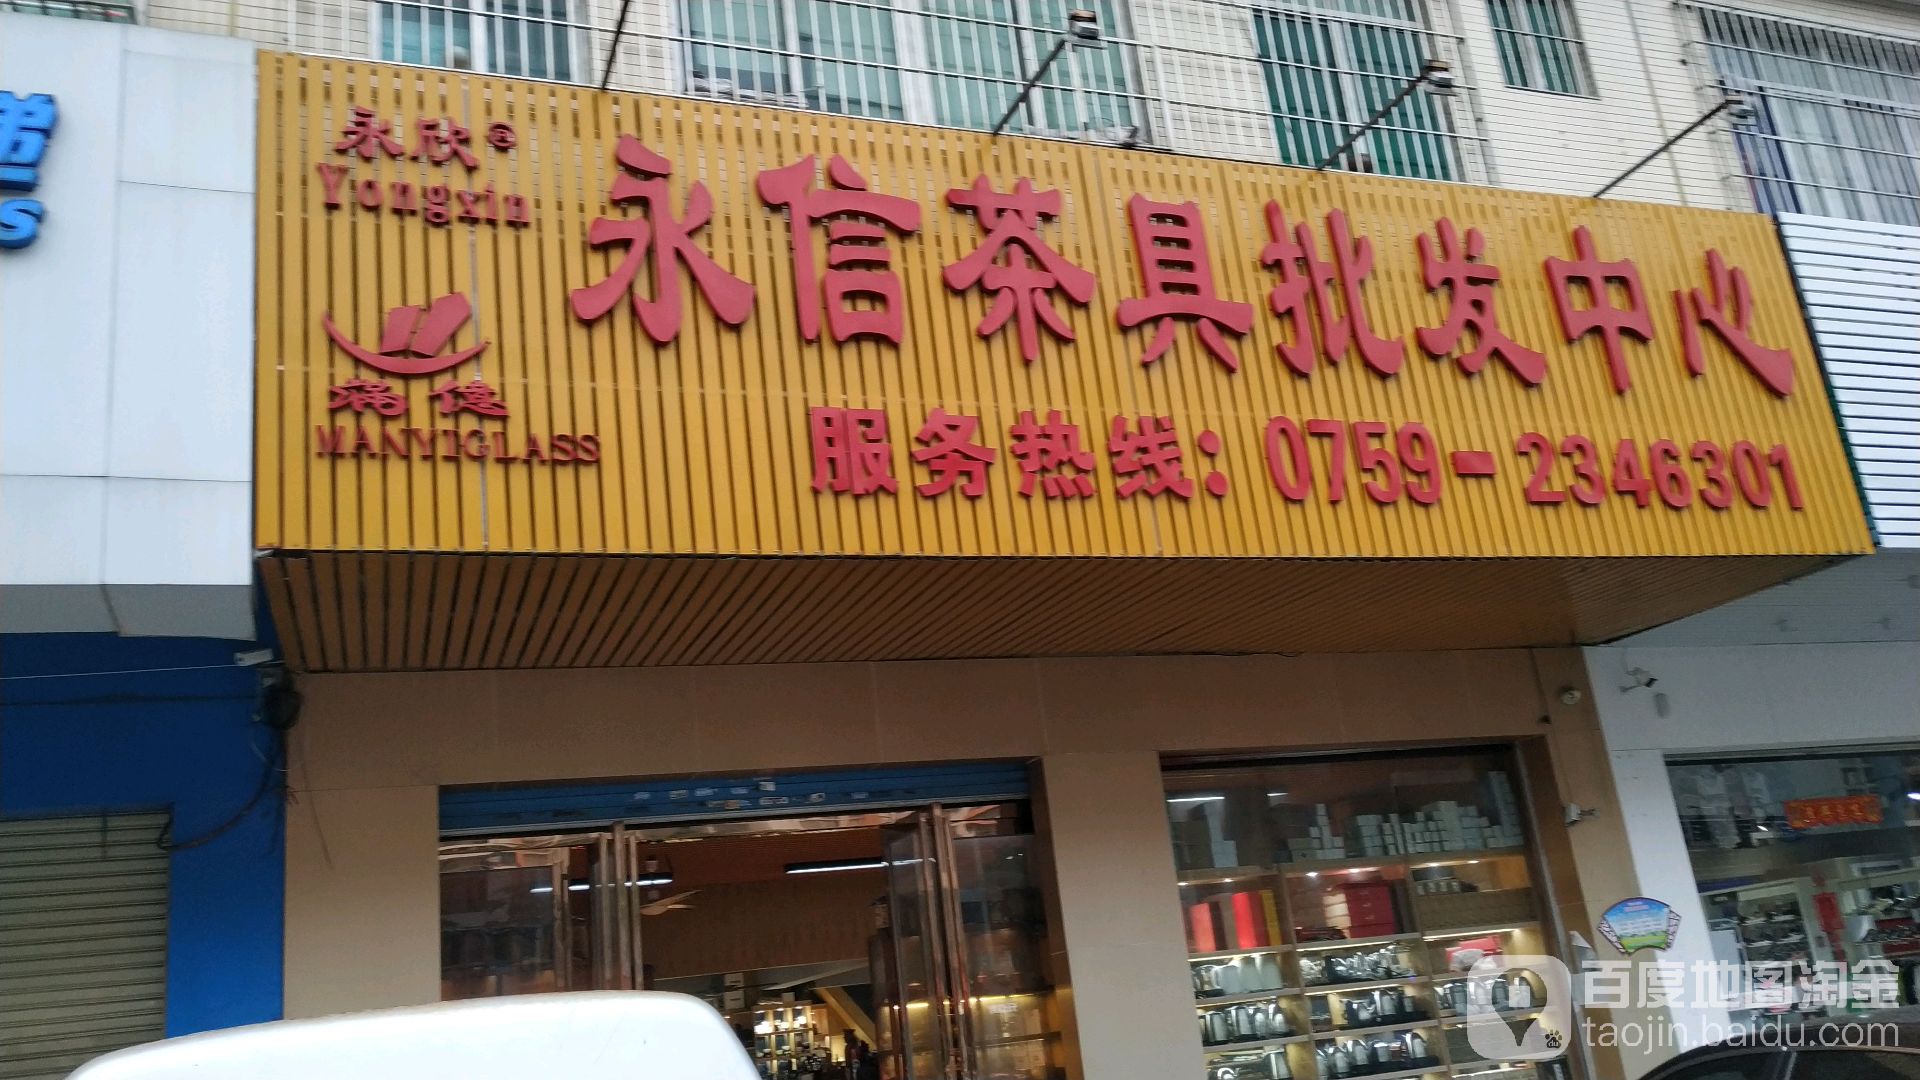 永欣®
Yongxin
永信茶具批发中心
满億
MANYIGLASS
服务热线：0759-2346301
百度地图淘金
taojin.baidu.com